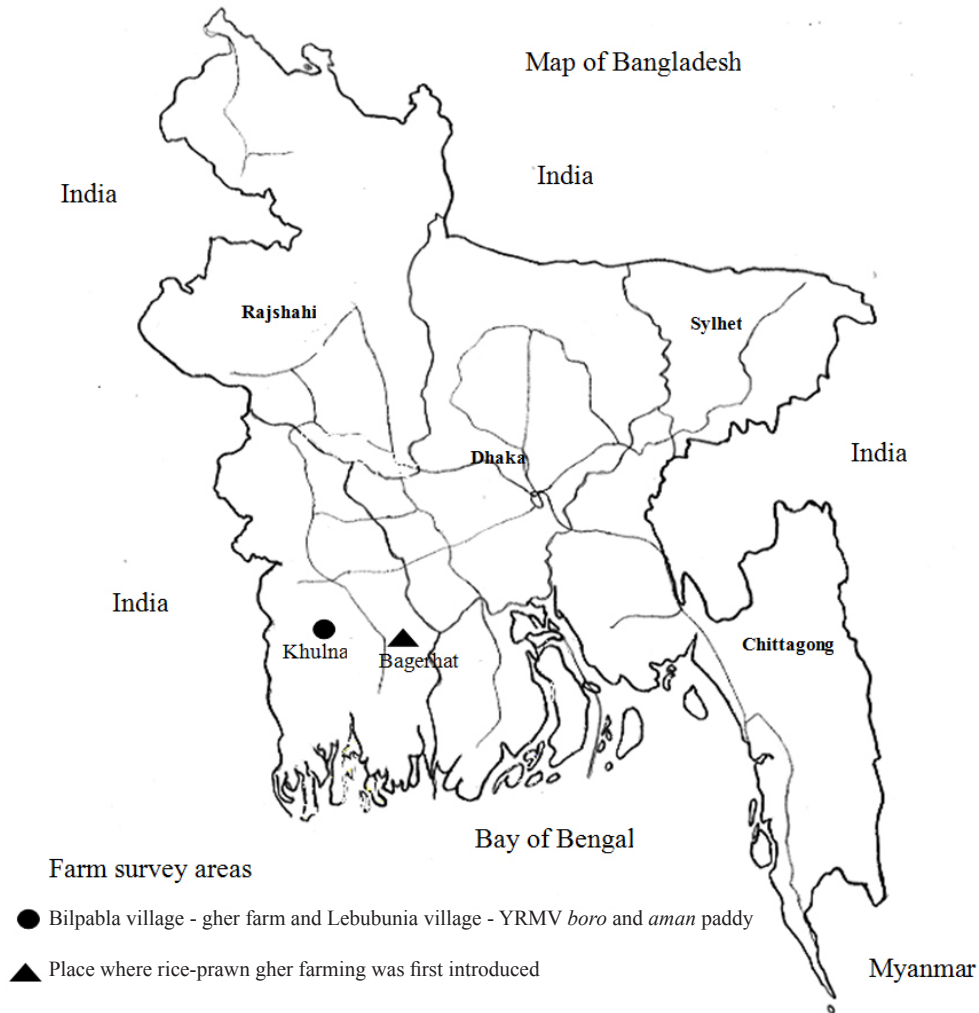 Map of Bangladesh
India
India
Rajshahi
Sylhet
Dhaka
India
India
Khulna
Bagerhat
Chittagong
Bay of Bengal
Farm survey areas
Bilpabla village - gher farm and Lebubunia village - YRMV boro and aman paddy
Place where rice-prawn gher farming was first introduced
Myanmar